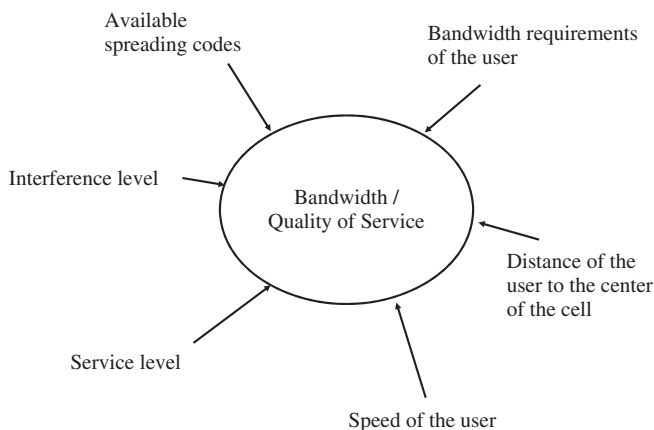 Available
spreading codes
Bandwidth requirements
of the user
Interference level
Bandwidth /
Quality of Service
Distance of the
user to the center
of the cell
Service level
Speed of the user